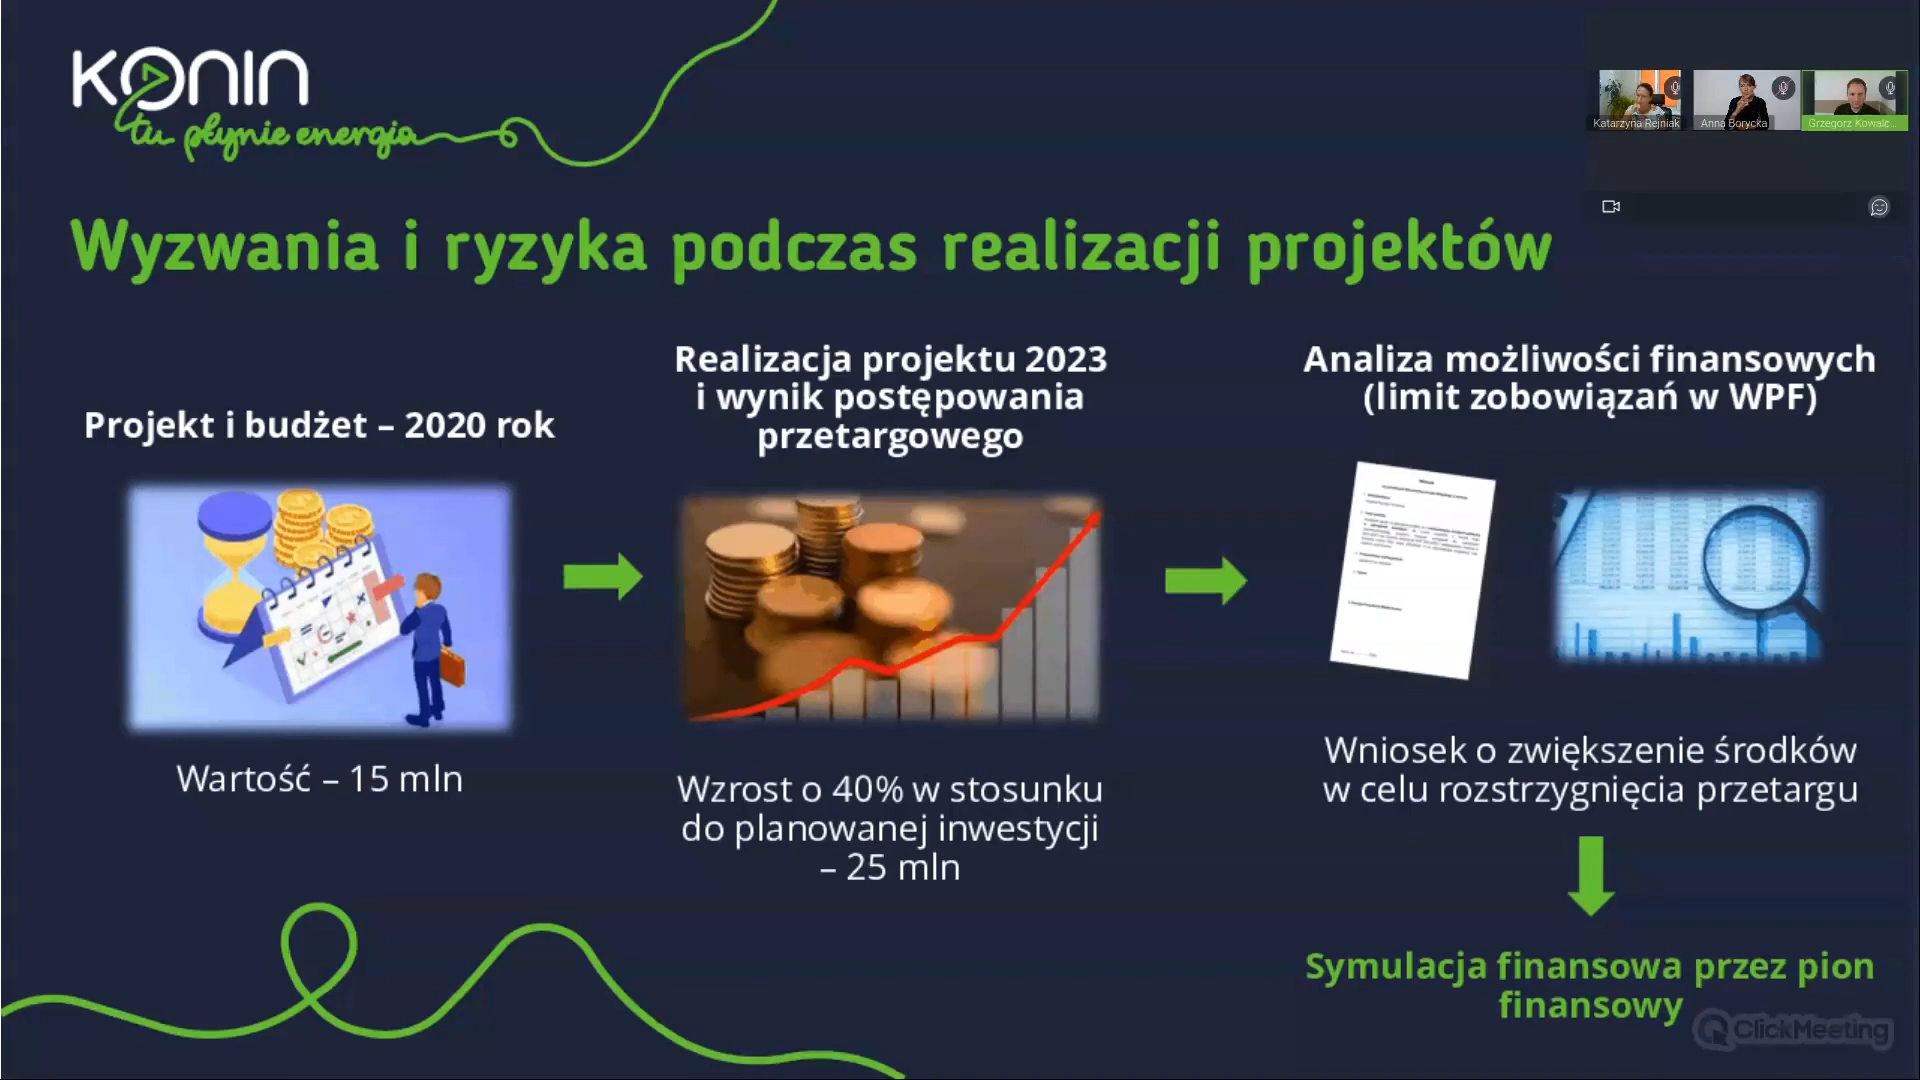 KONIN
tu płynie energia
Katarzyna Rejniak
Anna Borycka
Grzegorz Kowalc...
Wyzwania i ryzyka podczas realizacji projektów
Projekt i budżet – 2020 rok
Wartość – 15 mln
Realizacja projektu 2023
i wynik postępowania
przetargowego
Wzrost o 40% w stosunku
do planowanej inwestycji
– 25 mln
Analiza możliwości finansowych
(limit zobowiązań w WPF)
Wniosek o zwiększenie środków
w celu rozstrzygnięcia przetargu
Symulacja finansowa przez pion
finansowy
ClickMeeting